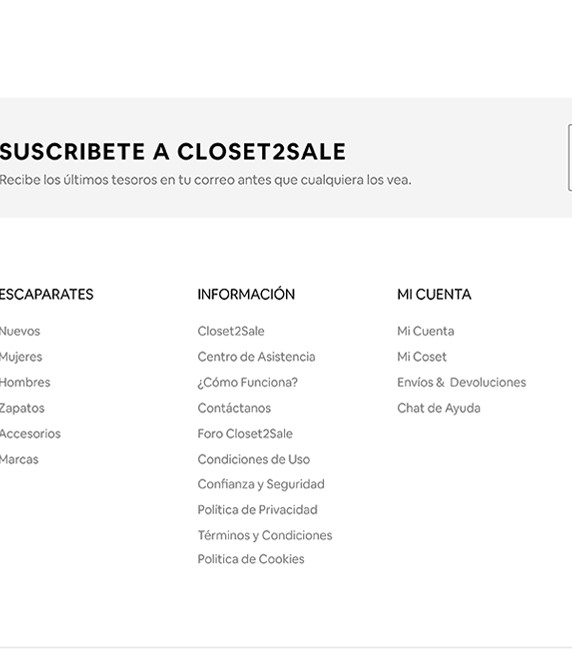 SUSCRIBETE A CLOSET2SALE
Recibe los últimos tesoros en tu correo antes que cualquiera los vea.
ESCAPARATES
Nuevos
Mujeres
Hombres
Zapatos
Accesorios
Marcas
INFORMACIÓN
Closet2Sale
Centro de Asistencia
¿Cómo Funciona?
Contáctanos
Foro Closet2Sale
Condiciones de Uso
Confianza y Seguridad
Política de Privacidad
Términos y Condiciones
Politica de Cookies
MI CUENTA
Mi Cuenta
Mi Coset
Envíos & Devoluciones
Chat de Ayuda